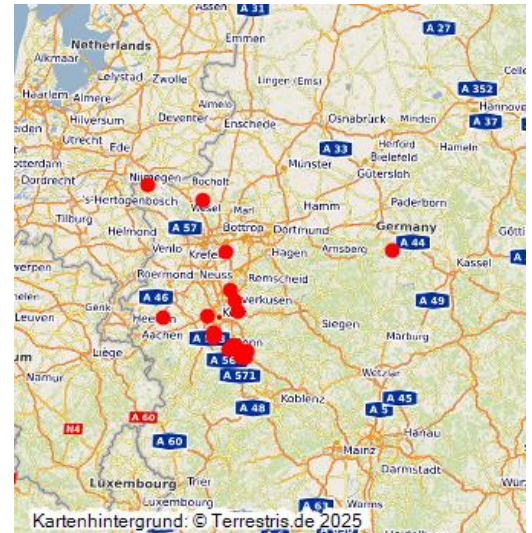 Assen
A 31
A 27
Emmen
Netherlands
Alkmaar
Lelystad
Zwolle
Lingen (Ems)
Celle
A 352
Haarlem
Almere
Almelo
Osnabrück
Hannover
Hilversum
Deventer
Enschede
Minden
A 37
Utrecht
Ede
Herford
Hameln
A 33
Bielefeld
Rotterdam
Münster
Gütersloh
Dordrecht
Nijmegen
Bocholt
's-Hertogenbosch
Wesel
Marl
Hamm
Paderborn
Tilburg
A 57
Bottrop
Dortmund
Germany
Helmond
A 44
Venlo
Krefeld
Hagen
Arnsberg
Kassel
Roermond
Neuss
Remscheid
A 46
A 49
Genk
Heerlen
Leuven
Aachen
Siegen
Marburg
Liège
A 571
Wetzlar
Namur
A 48
Koblenz
A 45
A 60
A 5
Hanau
N4
A 60
Mainz
Trier
Darmstadt
Luxembourg
Luxembourg
A 61
Worms
Kartenhintergrund: © Terrestris.de 2025